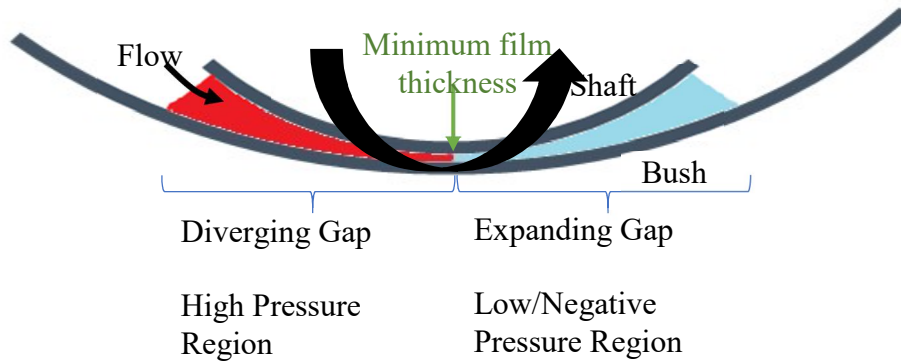 Minimum film
thickness
Flow
Shaft
Bush
Diverging Gap
Expanding Gap
High Pressure
Region
Low/Negative
Pressure Region